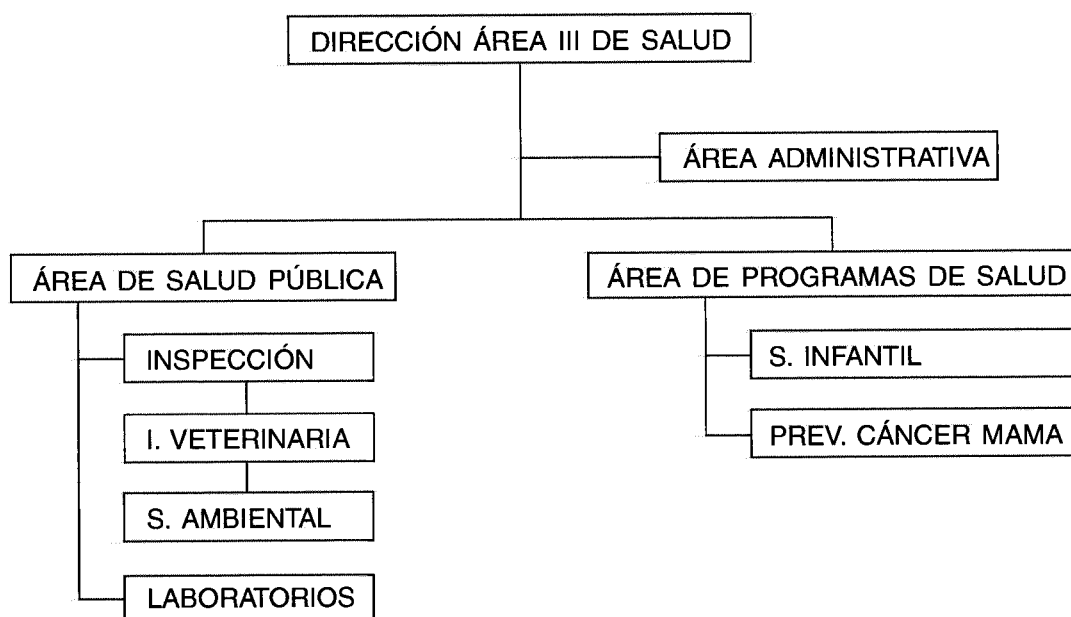 DIRECCIÓN ÁREA III DE SALUD
ÁREA ADMINISTRATIVA
ÁREA DE SALUD PÚBLICA
ÁREA DE PROGRAMAS DE SALUD
INSPECCIÓN
I. VETERINARIA
S. AMBIENTAL
LABORATORIOS
S. INFANTIL
PREV. CÁNCER MAMA